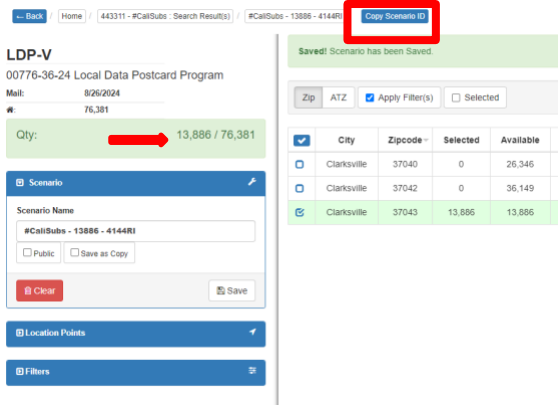 ← Back / Home / 443311 - #CaliSubs : Search Result(s) / #CaliSubs - 13886 - 4144RI Copy Scenario ID
LDP-V
00776-36-24 Local Data Postcard Program
Mail: 8/26/2024
#: 76,381
Qty: 13,886 / 76,381
Scenario
Scenario Name
#CaliSubs - 13886 - 4144RI
Public Save as Copy
Clear Save
Location Points
Filters
Saved! Scenario has been Saved.
Zip ATZ Apply Filter(s) Selected
City Zipcode Selected Available
Clarksville 37040 0 26,346
Clarksville 37042 0 36,149
Clarksville 37043 13,886 13,886